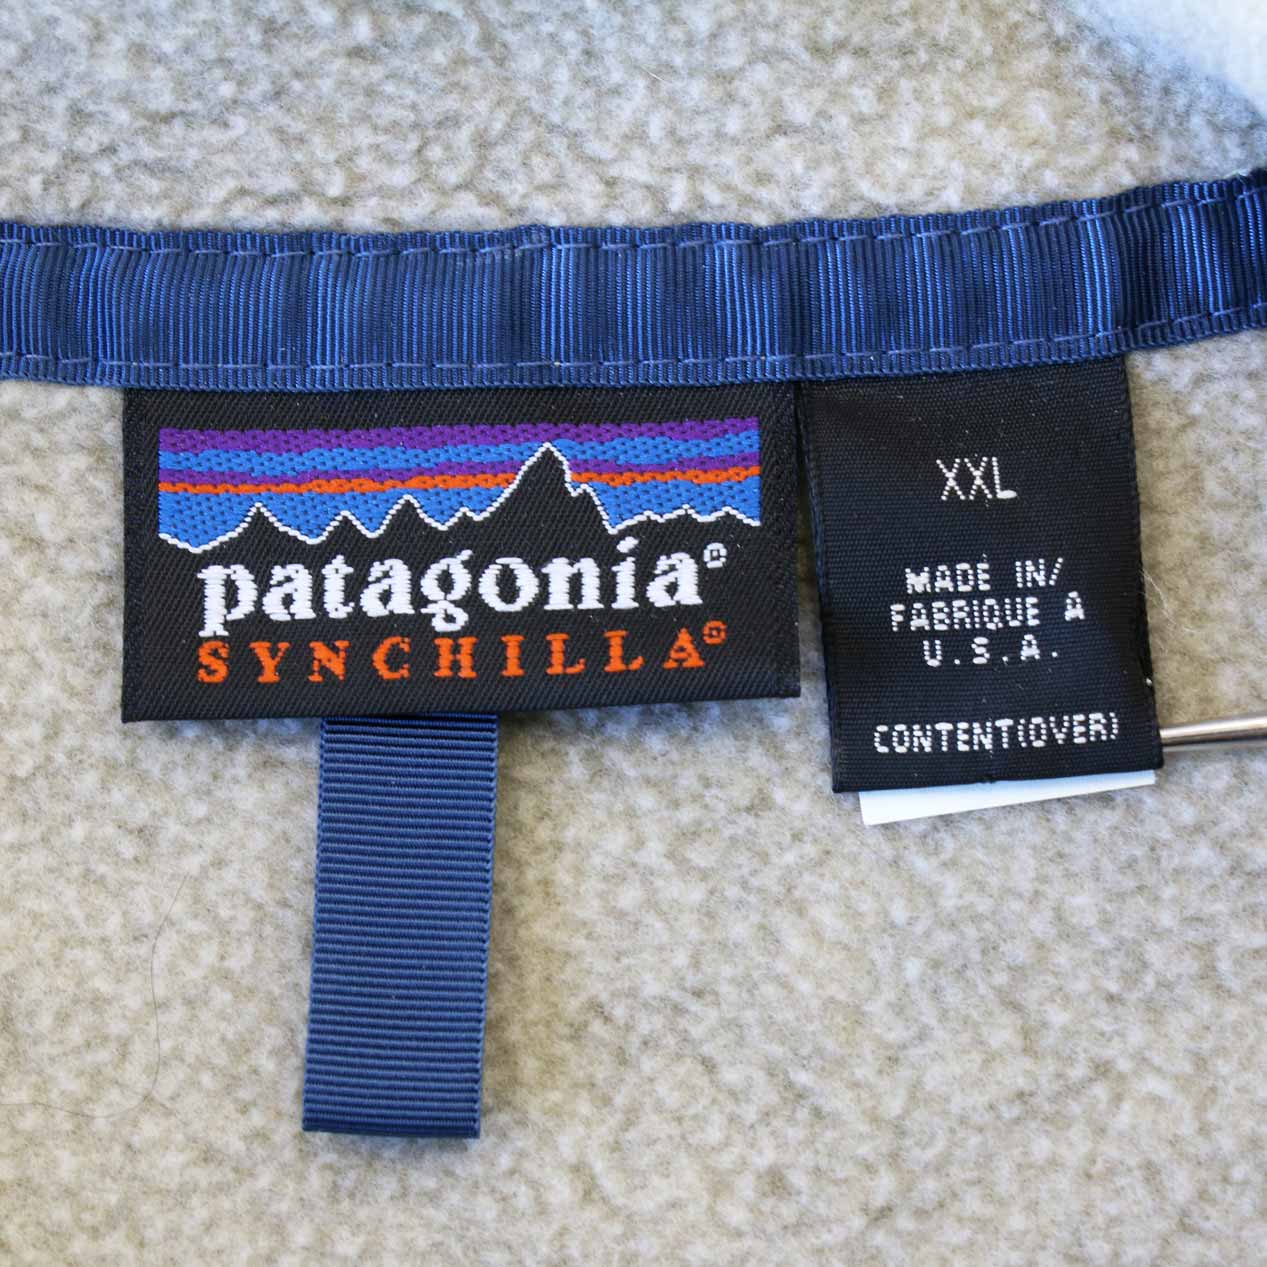 patagonia®
SYNCHILLA®
XXL
MADE IN/
FABRIQUE A
U.S.A.
CONTENT(OVER)